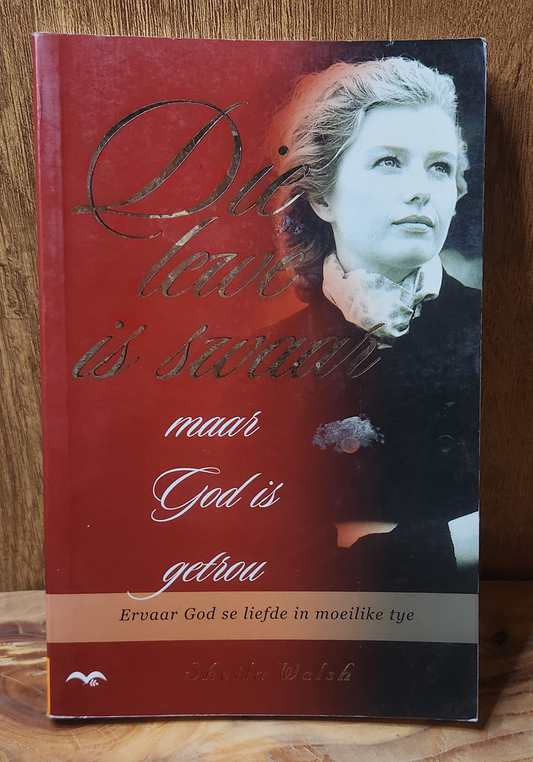 Die
lewe
is swaar
maar
God is
getrou
Ervaar God se liefde in moeilike tye
Sheila Walsh